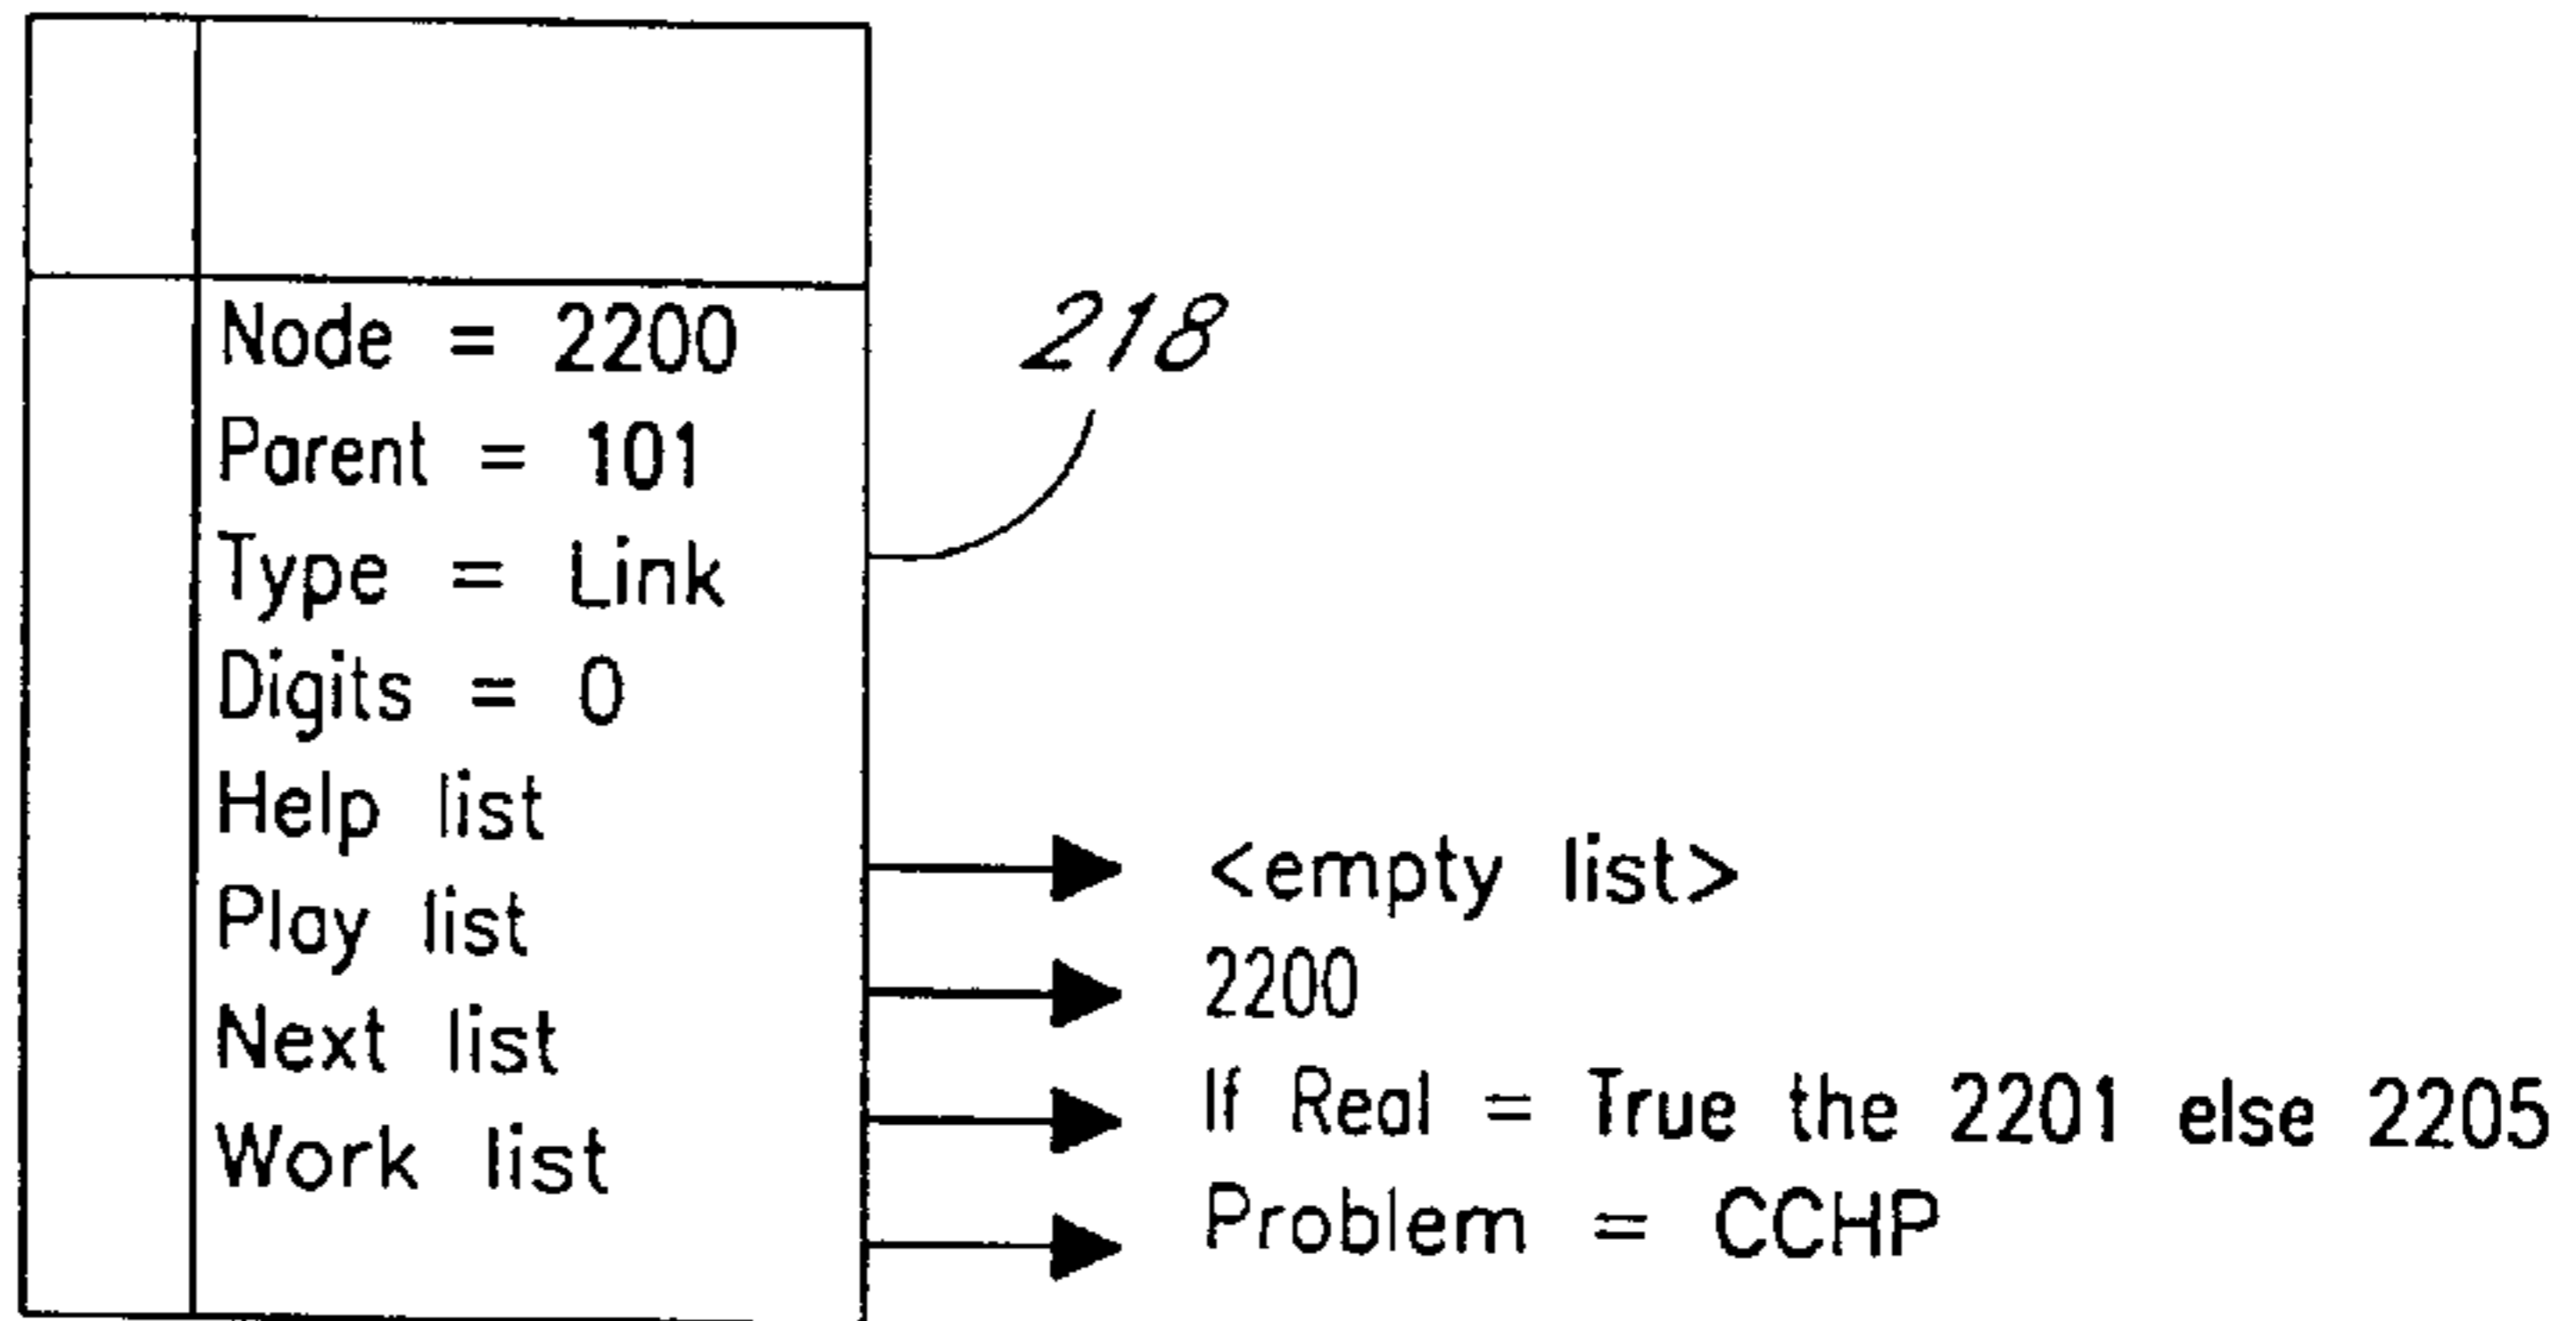 Node = 2200
218
Parent = 101
Type = Link
Digits = 0
Help list
Play list
Next list
Work list
<empty list>
2200
If Real = True the 2201 else 2205
Problem = CCHP